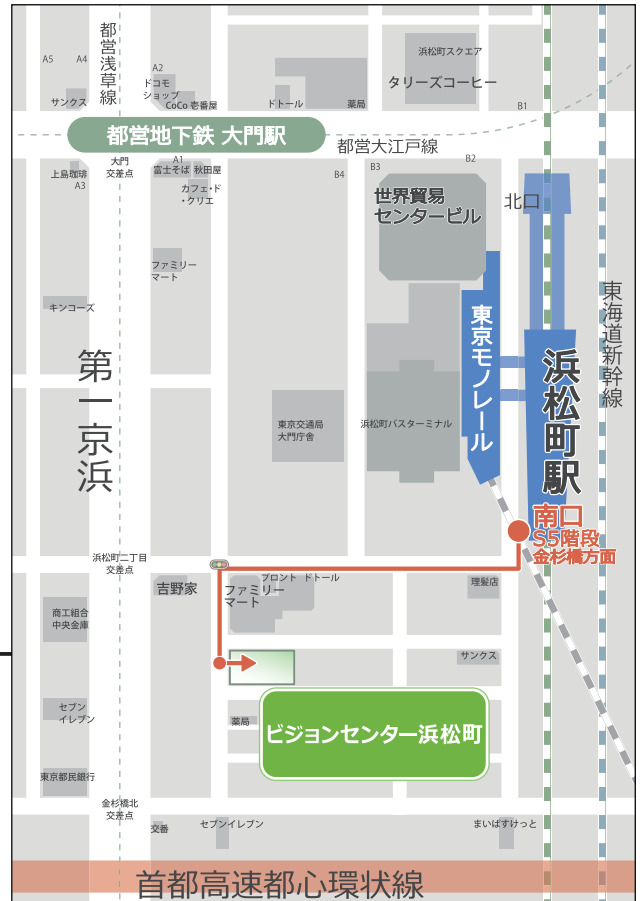 都営浅草線
A5
A4
A2
サンクス
ドコモ
ショップ
CoCo 壱番屋
ドトール
薬局
浜松町スクエア
タリーズコーヒー
B1
都営地下鉄 大門駅
都営大江戸線
大門
交差点
上島珈琲
A3
A1
富士そば
秋田屋
カフェ・ド
・クリエ
B4
B3
B2
世界貿易
センタービル
北口
ファミリー
マート
キンコーズ
東京モノレール
東海道新幹線
第一京浜
浜松町駅
東京交通局
大門庁舎
浜松町バスターミナル
南口
S5階段
金杉橋方面
浜松町二丁目
交差点
吉野家
ファミリー
マート
プロント
ドトール
理髪店
商工組合
中央金庫
サンクス
セブン
イレブン
薬局
ビジョンセンター浜松町
東京都民銀行
金杉橋北
交差点
交番
セブンイレブン
まいばすけっと
首都高速都心環状線